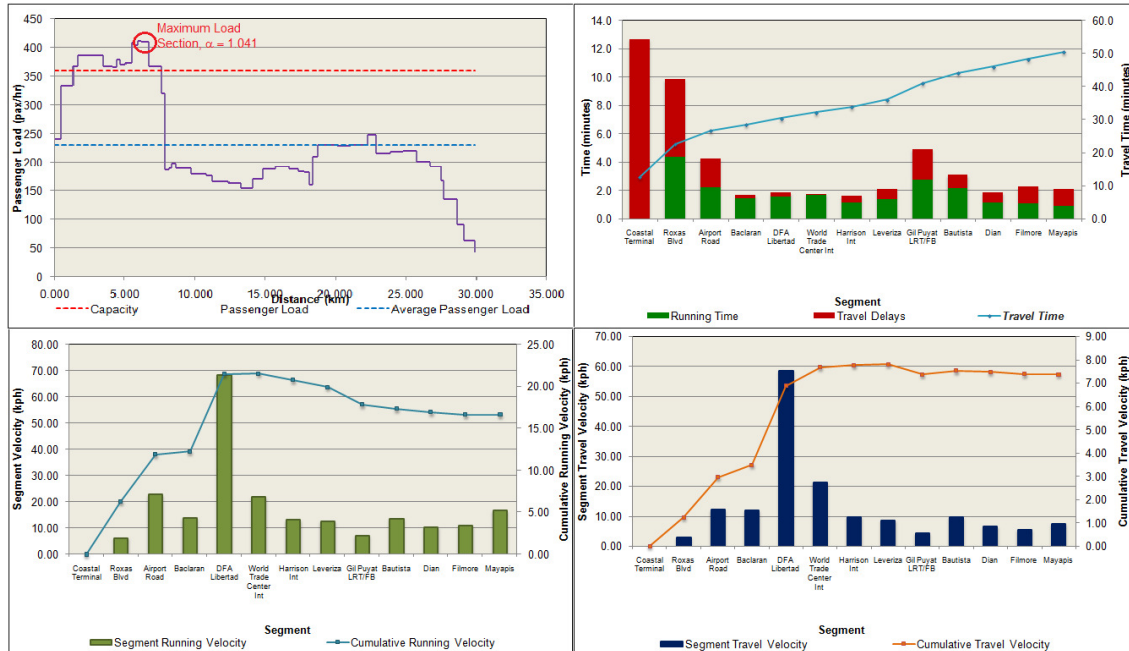 450
400
350
300
250
200
150
100
50
0
Passenger Load (pax/hr)
Maximum Load
Section, α = 1.041
0.000 5.000 10.000 15.000 20.000 25.000 30.000 35.000
Distance (km)
Capacity Passenger Load Average Passenger Load
14.0
12.0
10.0
8.0
6.0
4.0
2.0
0.0
Time (minutes)
60.0
50.0
40.0
30.0
20.0
10.0
0.0
Travel Time (minutes)
Coastal Terminal
Roxas Blvd
Airport Road
Baclaran
DFA Libertad
World Trade Center Int
Harrison Int
Leveriza
Gil Puyat LRT/FB
Bautista
Dian
Filmore
Mayapis
Segment
Running Time Travel Delays Travel Time
80.00
70.00
60.00
50.00
40.00
30.00
20.00
10.00
0.00
Segment Velocity (kph)
25.00
20.00
15.00
10.00
5.00
0.00
Cumulative Running Velocity (kph)
Coastal Terminal
Roxas Blvd
Airport Road
Baclaran
DFA Libertad
World Trade Center Int
Harrison Int
Leveriza
Gil Puyat LRT/FB
Bautista
Dian
Filmore
Mayapis
Segment
Segment Running Velocity Cumulative Running Velocity
70.00
60.00
50.00
40.00
30.00
20.00
10.00
0.00
Segment Travel Velocity (kph)
9.00
8.00
7.00
6.00
5.00
4.00
3.00
2.00
1.00
0.00
Cumulative Travel Velocity (kph)
Coastal Terminal
Roxas Blvd
Airport Road
Baclaran
DFA Libertad
World Trade Center Int
Harrison Int
Leveriza
Gil Puyat LRT/FB
Bautista
Dian
Filmore
Mayapis
Segment
Segment Travel Velocity Cumulative Travel Velocity